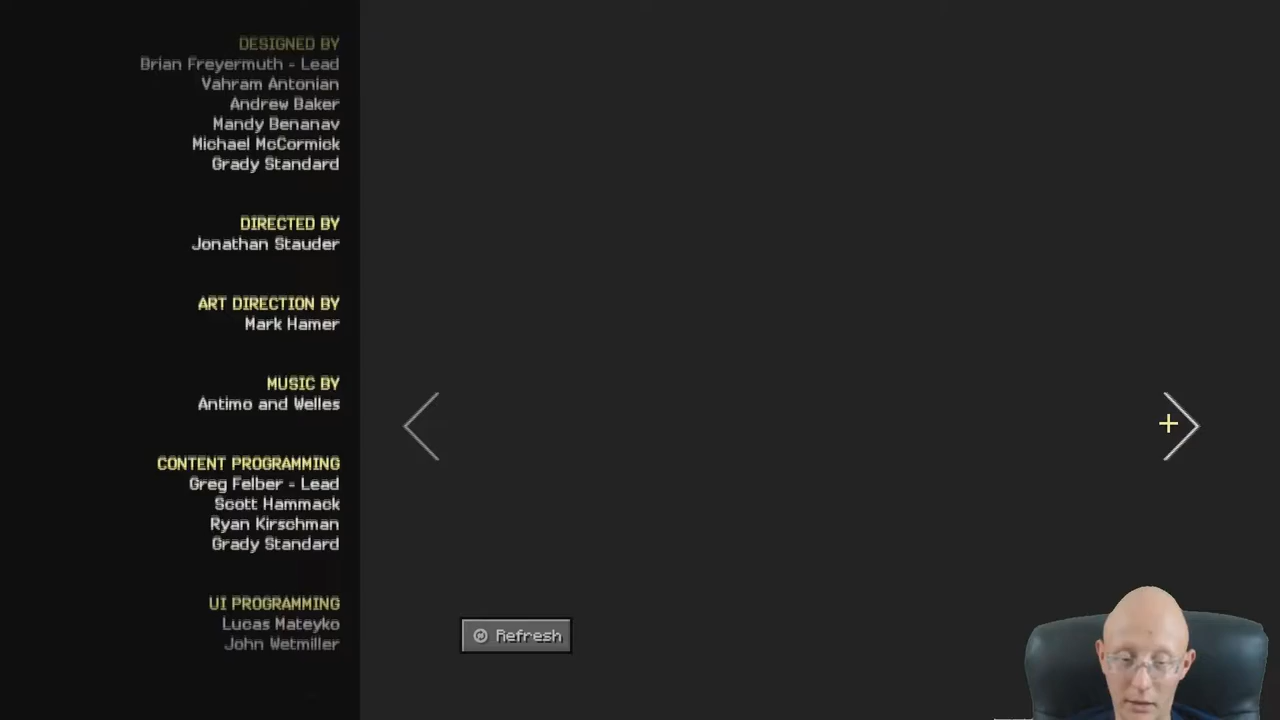 DESIGNED BY
Brian Freyermuth - Lead
Vahram Antonian
Andrew Baker
Mandy Benanav
Michael McCormick
Grady Standard
DIRECTED BY
Jonathan Stauder
ART DIRECTION BY
Mark Hamer
MUSIC BY
Antimo and Welles
CONTENT PROGRAMMING
Greg Felber - Lead
Scott Hammack
Ryan Kirschman
Grady Standard
UI PROGRAMMING
Lucas Mateyko
John Wetmiller
Refresh